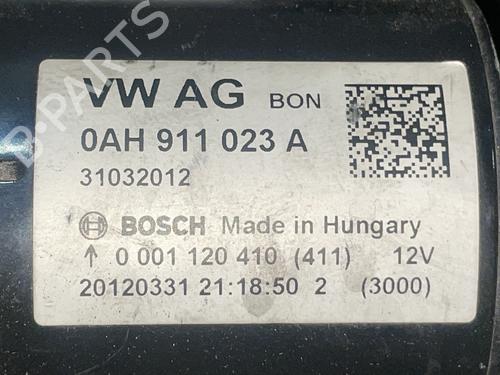 VW AG BON
0AH 911 023 A
31032012
BOSCH Made in Hungary
↑ 0 001 120 410 (411) 12V
20120331 21:18:50 2 (3000)
B-PARTS